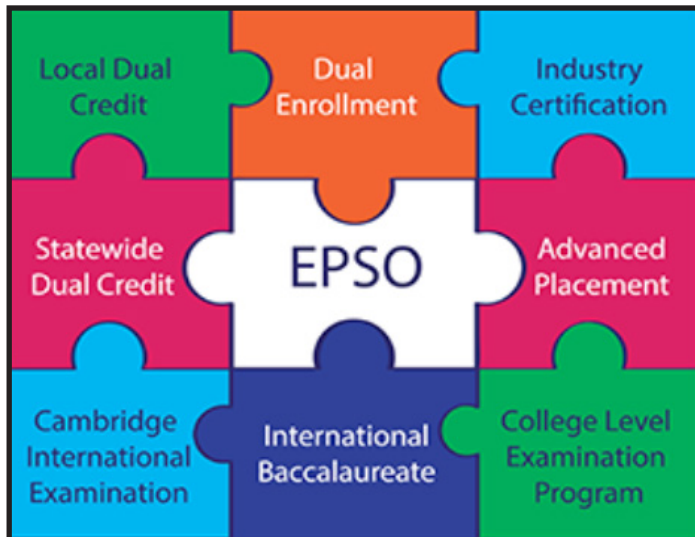 Local Dual
Credit
Dual
Enrollment
Industry
Certification
Statewide
Dual Credit
EPSO
Advanced
Placement
Cambridge
International
Examination
International
Baccalaureate
College Level
Examination
Program